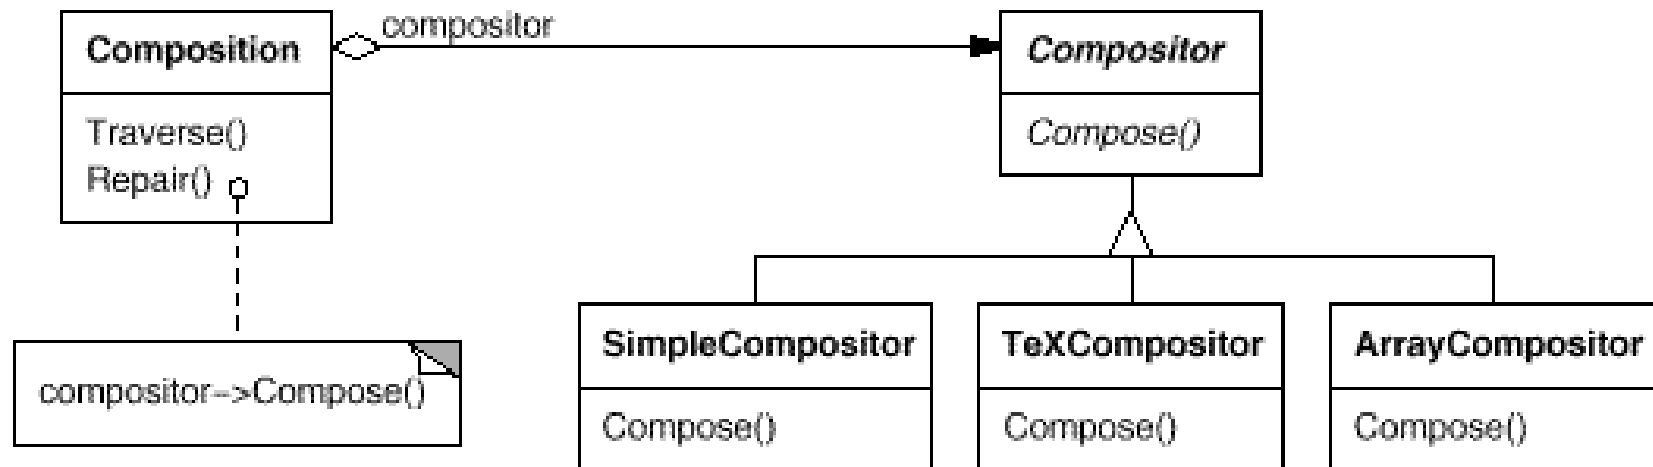 Composition
Traverse()
Repair()
compositor
Compositor
Compose()
compositor->Compose()
SimpleCompositor
Compose()
TeXCompositor
Compose()
ArrayCompositor
Compose()